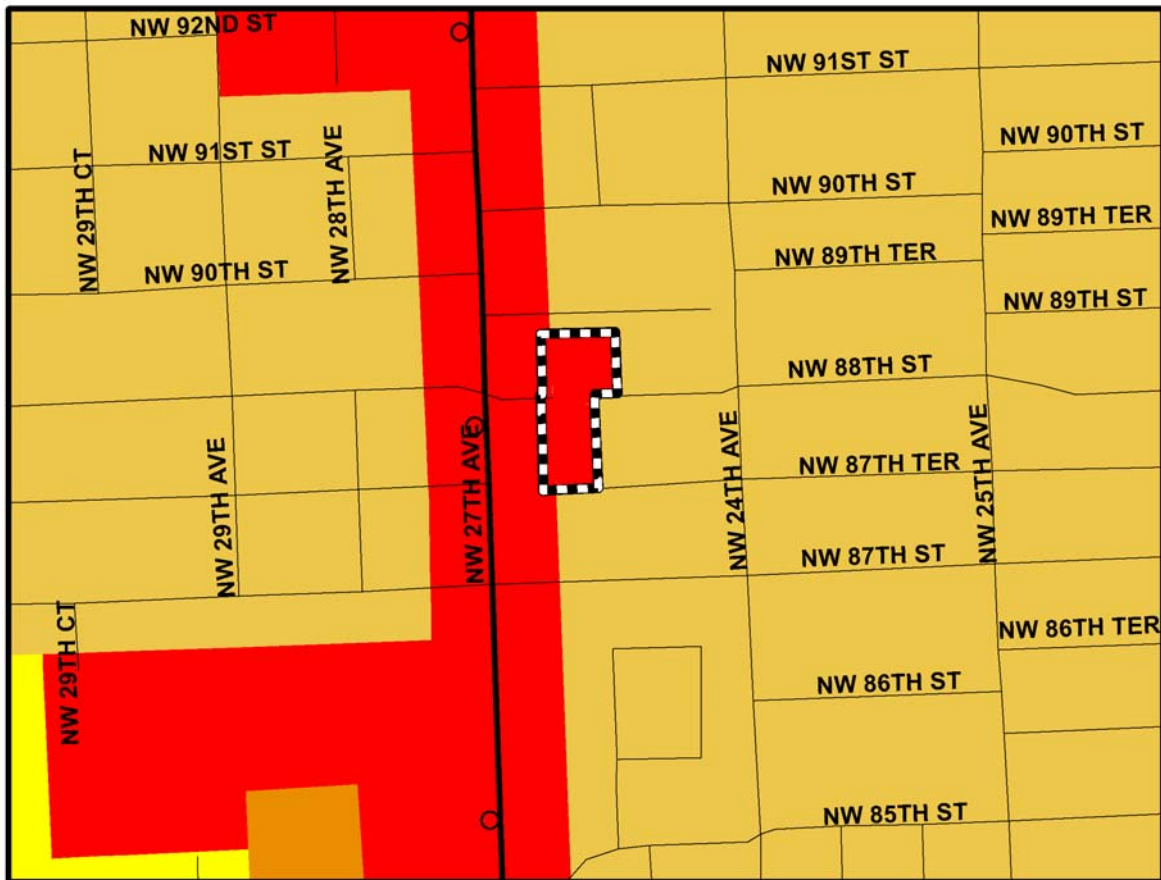 NW 92ND ST
NW 91ST ST
NW 90TH ST
NW 91ST ST
NW 29TH CT
NW 28TH AVE
NW 90TH ST
NW 89TH TER
NW 89TH TER
NW 90TH ST
NW 89TH ST
NW 88TH ST
NW 29TH AVE
NW 27TH AVE
NW 24TH AVE
NW 25TH AVE
NW 87TH TER
NW 87TH ST
NW 29TH CT
NW 86TH TER
NW 86TH ST
NW 85TH ST